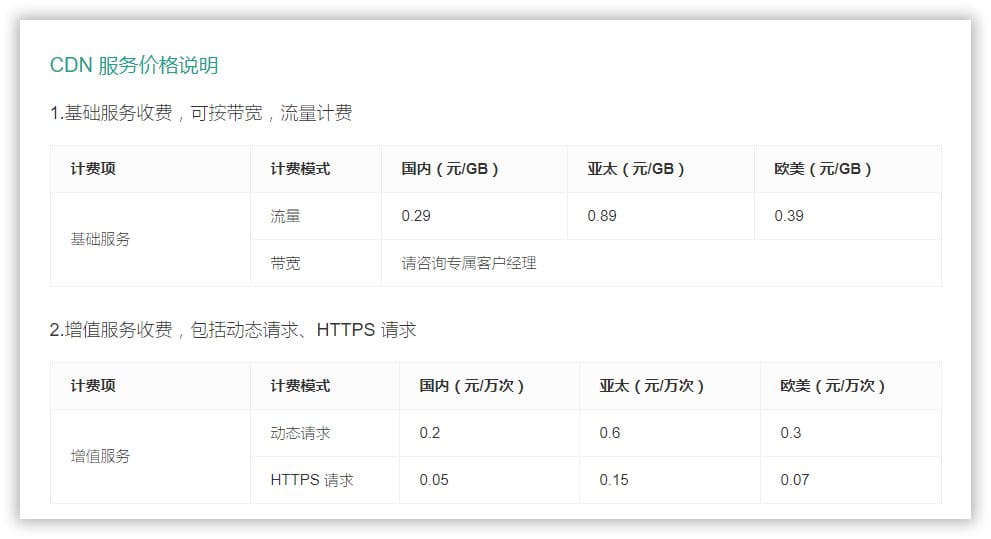 CDN 服务价格说明
1.基础服务收费，可按带宽，流量计费
计费项 计费模式 国内（元/GB） 亚太（元/GB） 欧美（元/GB）
基础服务 流量 0.29 0.89 0.39
带宽 请咨询专属客户经理
2.增值服务收费，包括动态请求、HTTPS 请求
计费项 计费模式 国内（元/万次） 亚太（元/万次） 欧美（元/万次）
增值服务 动态请求 0.2 0.6 0.3
HTTPS 请求 0.05 0.15 0.07